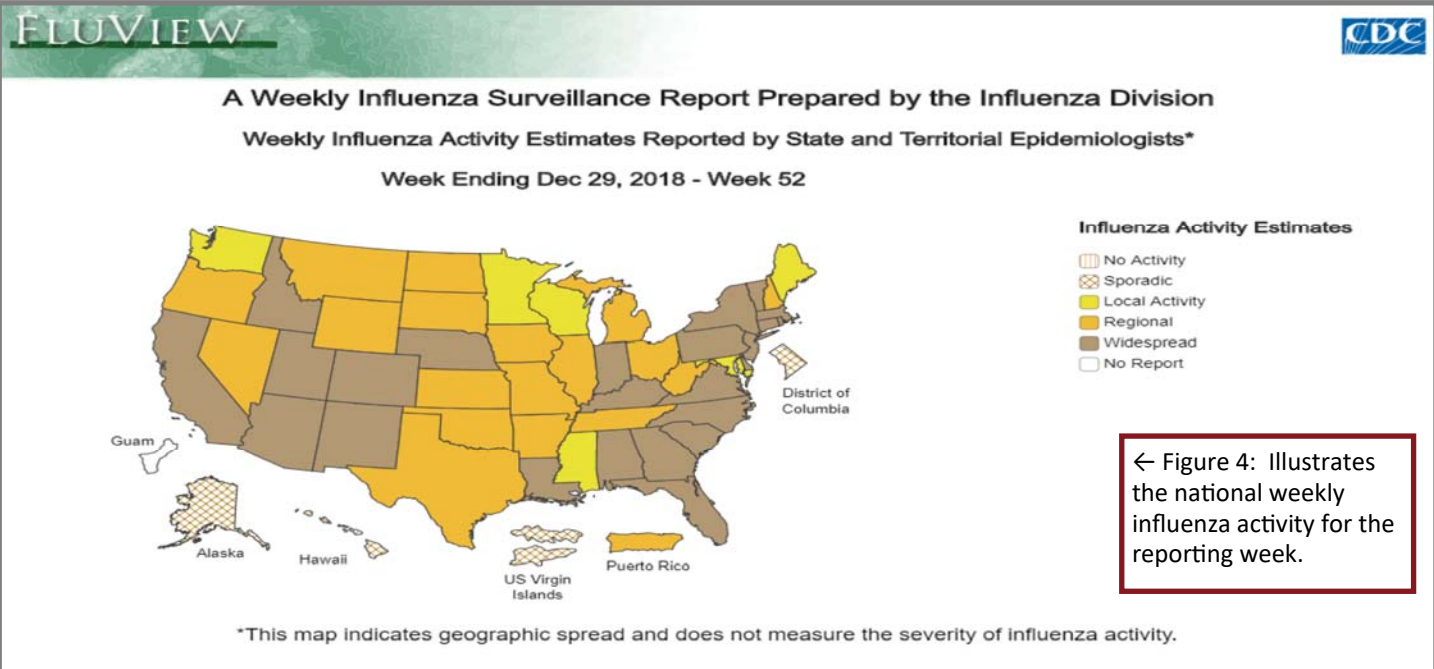 FLUVIEW
CDC
A Weekly Influenza Surveillance Report Prepared by the Influenza Division
Weekly Influenza Activity Estimates Reported by State and Territorial Epidemiologists*
Week Ending Dec 29, 2018 - Week 52
Influenza Activity Estimates
No Activity
Sporadic
Local Activity
Regional
Widespread
No Report
District of
Columbia
Guam
Alaska
Hawaii
US Virgin
Islands
Puerto Rico
← Figure 4: Illustrates
the national weekly
influenza activity for the
reporting week.
*This map indicates geographic spread and does not measure the severity of influenza activity.